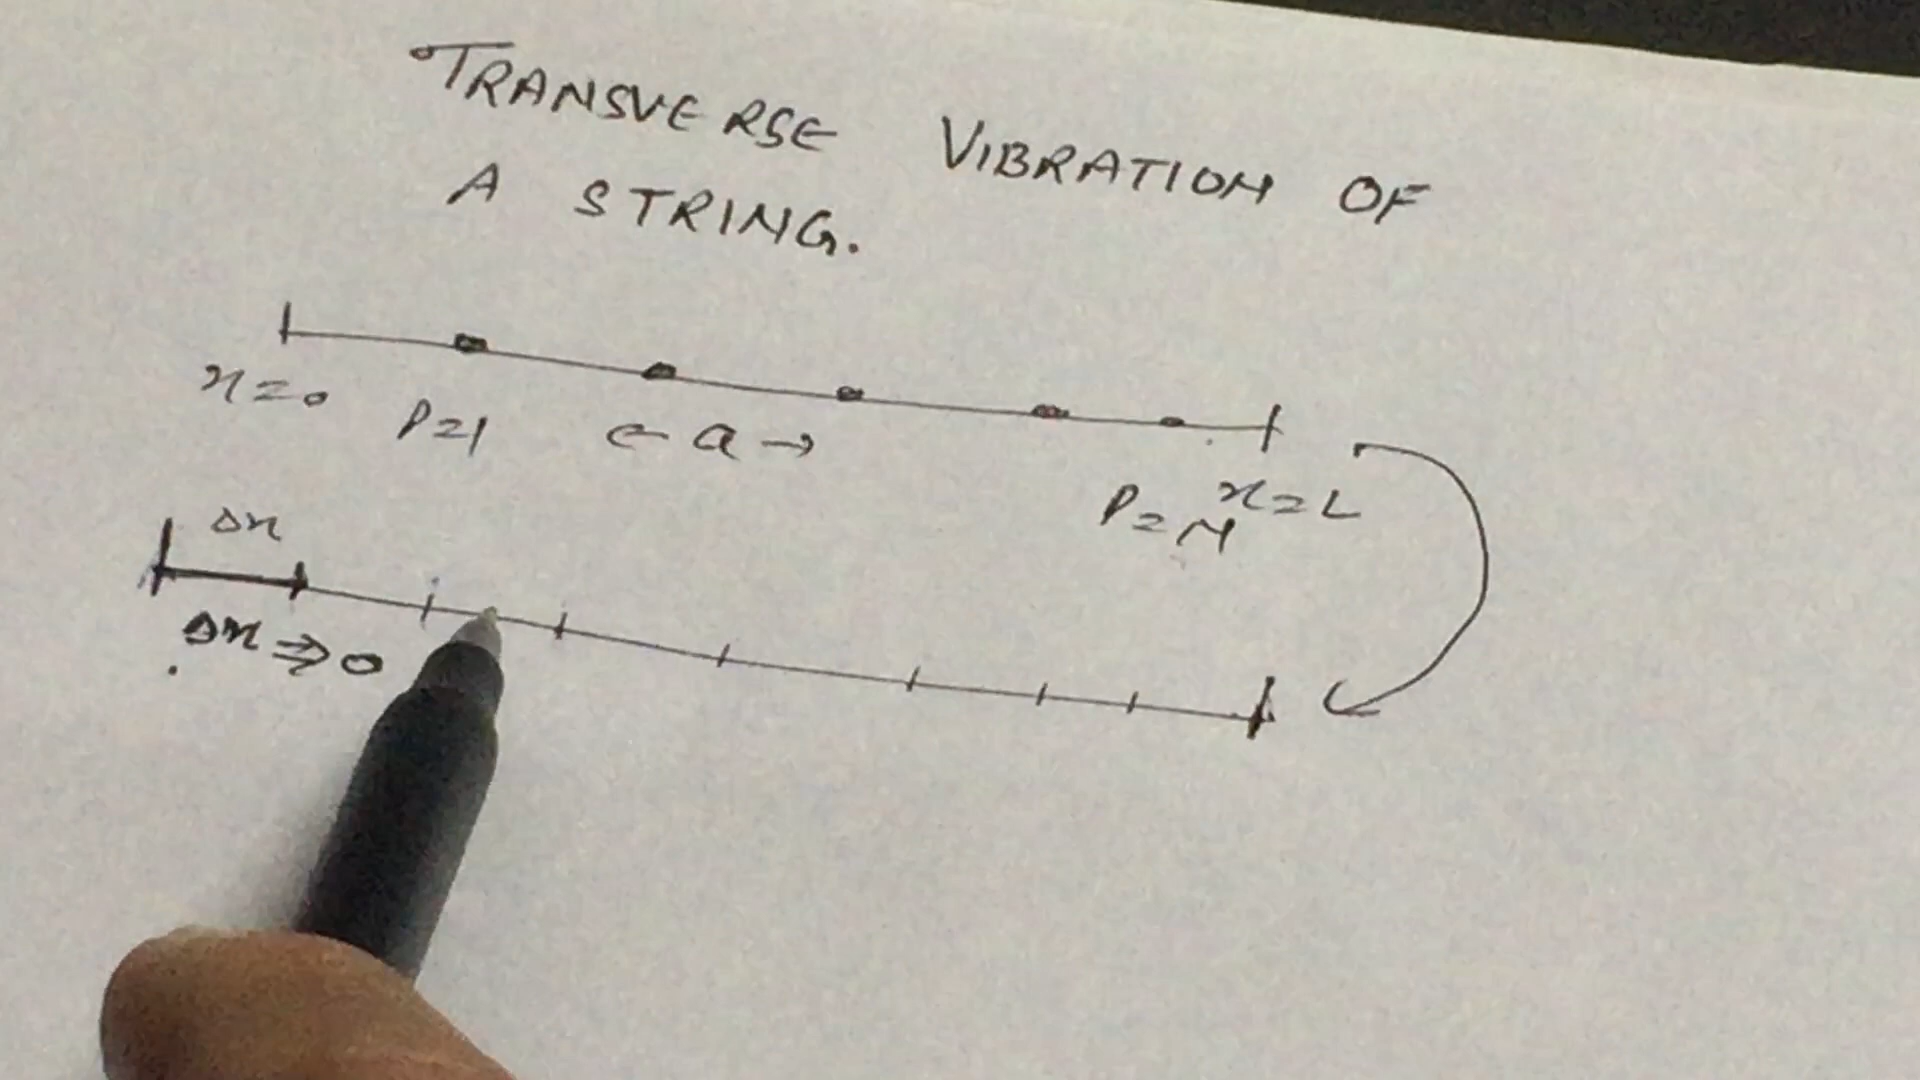 TRANSVERSE VIBRATION OF
A STRING.
x=0 P=1 ← a → P=N x=L
Δx
Δx ⇒ 0